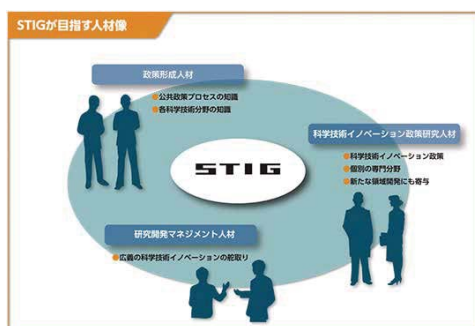 STIGが目指す人材像
政策形成人材
●公共政策プロセスの知識
●各科学技術分野の知識
科学技術イノベーション政策研究人材
●科学技術イノベーション政策
●個別の専門分野
●新たな領域開発にも寄与
STIG
研究開発マネジメント人材
●広義の科学技術イノベーションの舵取り